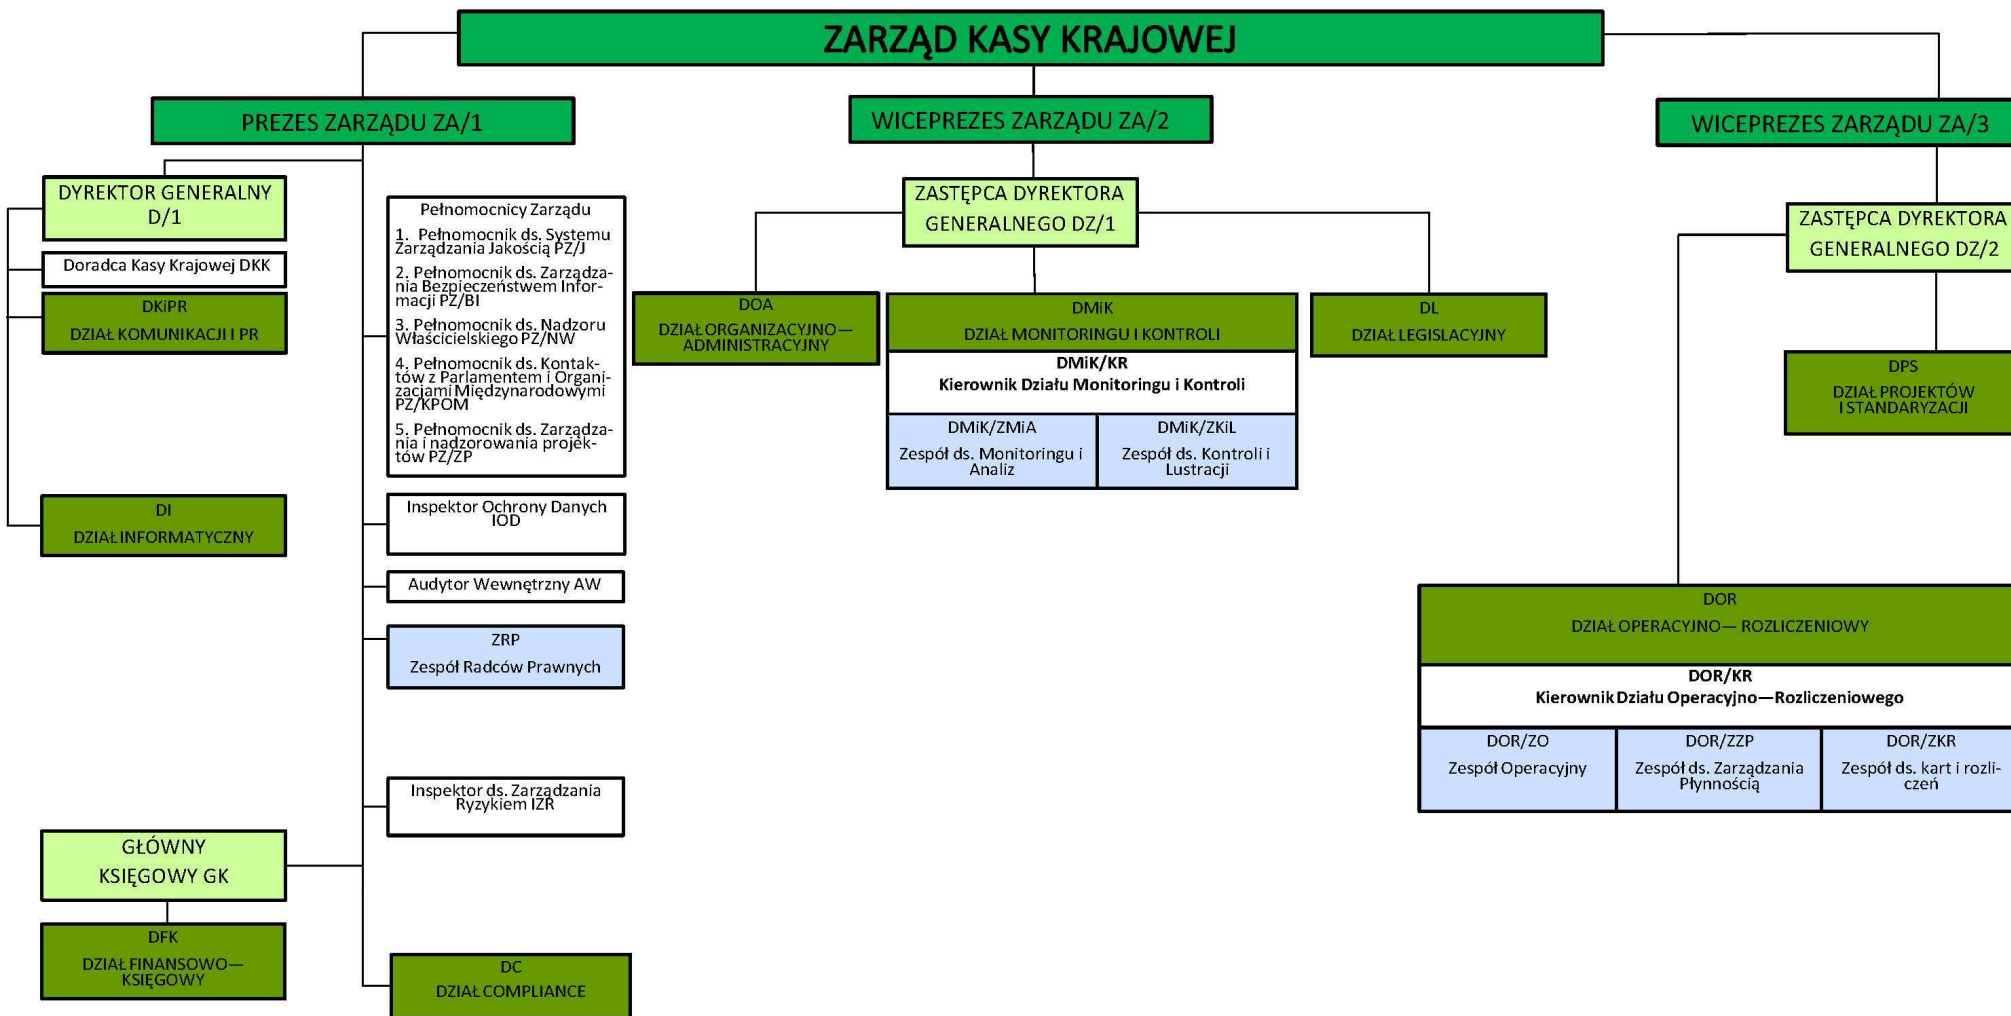 ZARZĄD KASY KRAJOWEJ
PREZES ZARZĄDU ZA/1
WICEPREZES ZARZĄDU ZA/2
WICEPREZES ZARZĄDU ZA/3
DYREKTOR GENERALNY
D/1
Doradca Kasy Krajowej DKK
DKiPR
DZIAŁ KOMUNIKACJI I PR
DI
DZIAŁ INFORMATYCZNY
GŁÓWNY
KSIĘGOWY GK
DFK
DZIAŁ FINANSOWO—
KSIĘGOWY
Pełnomocnicy Zarządu
1. Pełnomocnik ds. Systemu
Zarządzania Jakością PZ/J
2. Pełnomocnik ds. Zarządza-
nia Bezpieczeństwem Infor-
macji PZ/BI
3. Pełnomocnik ds. Nadzoru
Właścicielskiego PZ/NW
4. Pełnomocnik ds. Kontak-
tów z Parlamentem i Organi-
zacjami Międzynarodowymi
PZ/KPOM
5. Pełnomocnik ds. Zarządza-
nia i nadzorowania projek-
tów PZ/ZP
Inspektor Ochrony Danych
IOD
Audytor Wewnętrzny AW
ZRP
Zespół Radców Prawnych
Inspektor ds. Zarządzania
Ryzykiem IZR
DC
DZIAŁ COMPLIANCE
ZASTĘPCA DYREKTORA
GENERALNEGO DZ/1
DOA
DZIAŁ ORGANIZACYJNO—
ADMINISTRACYJNY
DMiK
DZIAŁ MONITORINGU I KONTROLI
DMiK/KR
Kierownik Działu Monitoringu i Kontroli
DMiK/ZMiA
Zespół ds. Monitoringu i
Analiz
DMiK/ZKiL
Zespół ds. Kontroli i
Lustracji
DL
DZIAŁ LEGISLACYJNY
ZASTĘPCA DYREKTORA
GENERALNEGO DZ/2
DPS
DZIAŁ PROJEKTÓW
I STANDARYZACJI
DOR
DZIAŁ OPERACYJNO— ROZLICZENIOWY
DOR/KR
Kierownik Działu Operacyjno—Rozliczeniowego
DOR/ZO
Zespół Operacyjny
DOR/ZZP
Zespół ds. Zarządzania
Płynnością
DOR/ZKR
Zespół ds. kart i rozli-
czeń